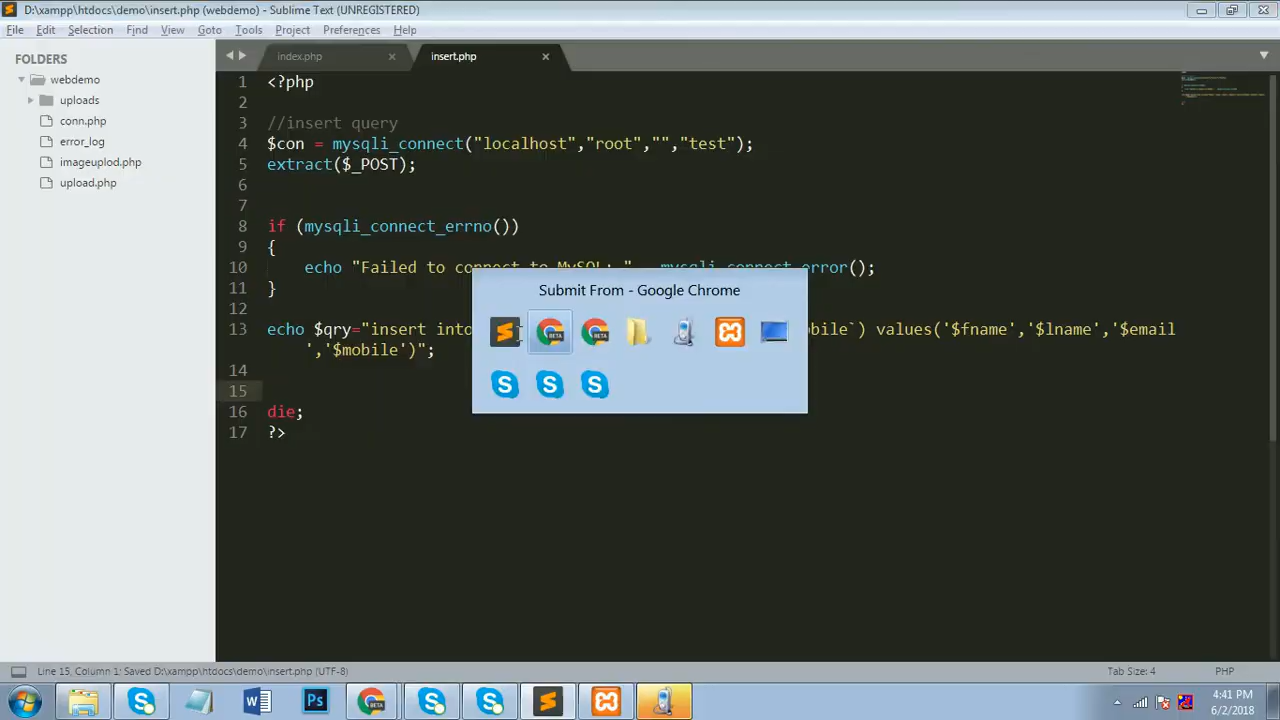 D:\xampp\htdocs\demo\insert.php (webdemo) - Sublime Text (UNREGISTERED)
File Edit Selection Find View Goto Tools Project Preferences Help
FOLDERS
webdemo
uploads
conn.php
error_log
imageuplod.php
upload.php
index.php
insert.php
1 <?php
2
3 //insert query
4 $con = mysqli_connect("localhost","root","","test");
5 extract($_POST);
6
7
8 if (mysqli_connect_errno())
9 {
10 echo "Failed to connect to MySQL: " . mysqli_connect_error();
11 }
12
13 echo $qry="insert into obile`) values('$fname','$lname','$email
','$mobile')";
14
15
16 die;
17 ?>
Submit From - Google Chrome
BETA BETA
Line 15, Column 1: Saved D:\xampp\htdocs\demo\insert.php (UTF-8)
Tab Size: 4
PHP
4:41 PM
6/2/2018